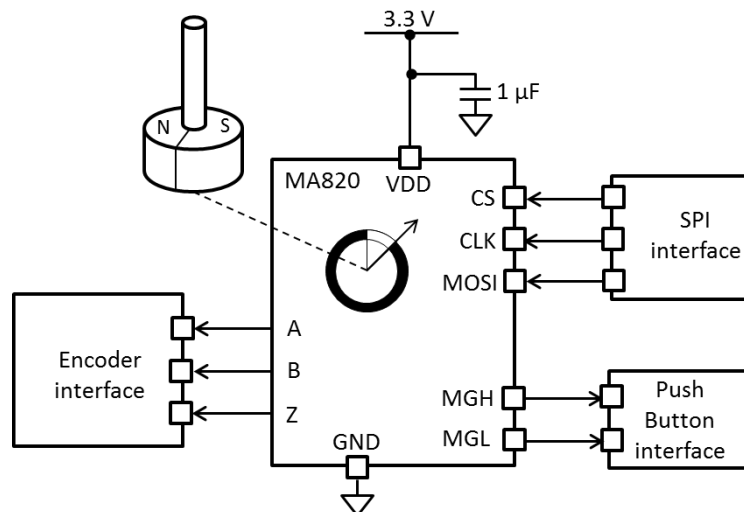 3.3 V
1 µF
N
S
MA820
VDD
CS
CLK
MOSI
SPI
interface
A
B
Z
Encoder
interface
MGH
MGL
Push
Button
interface
GND